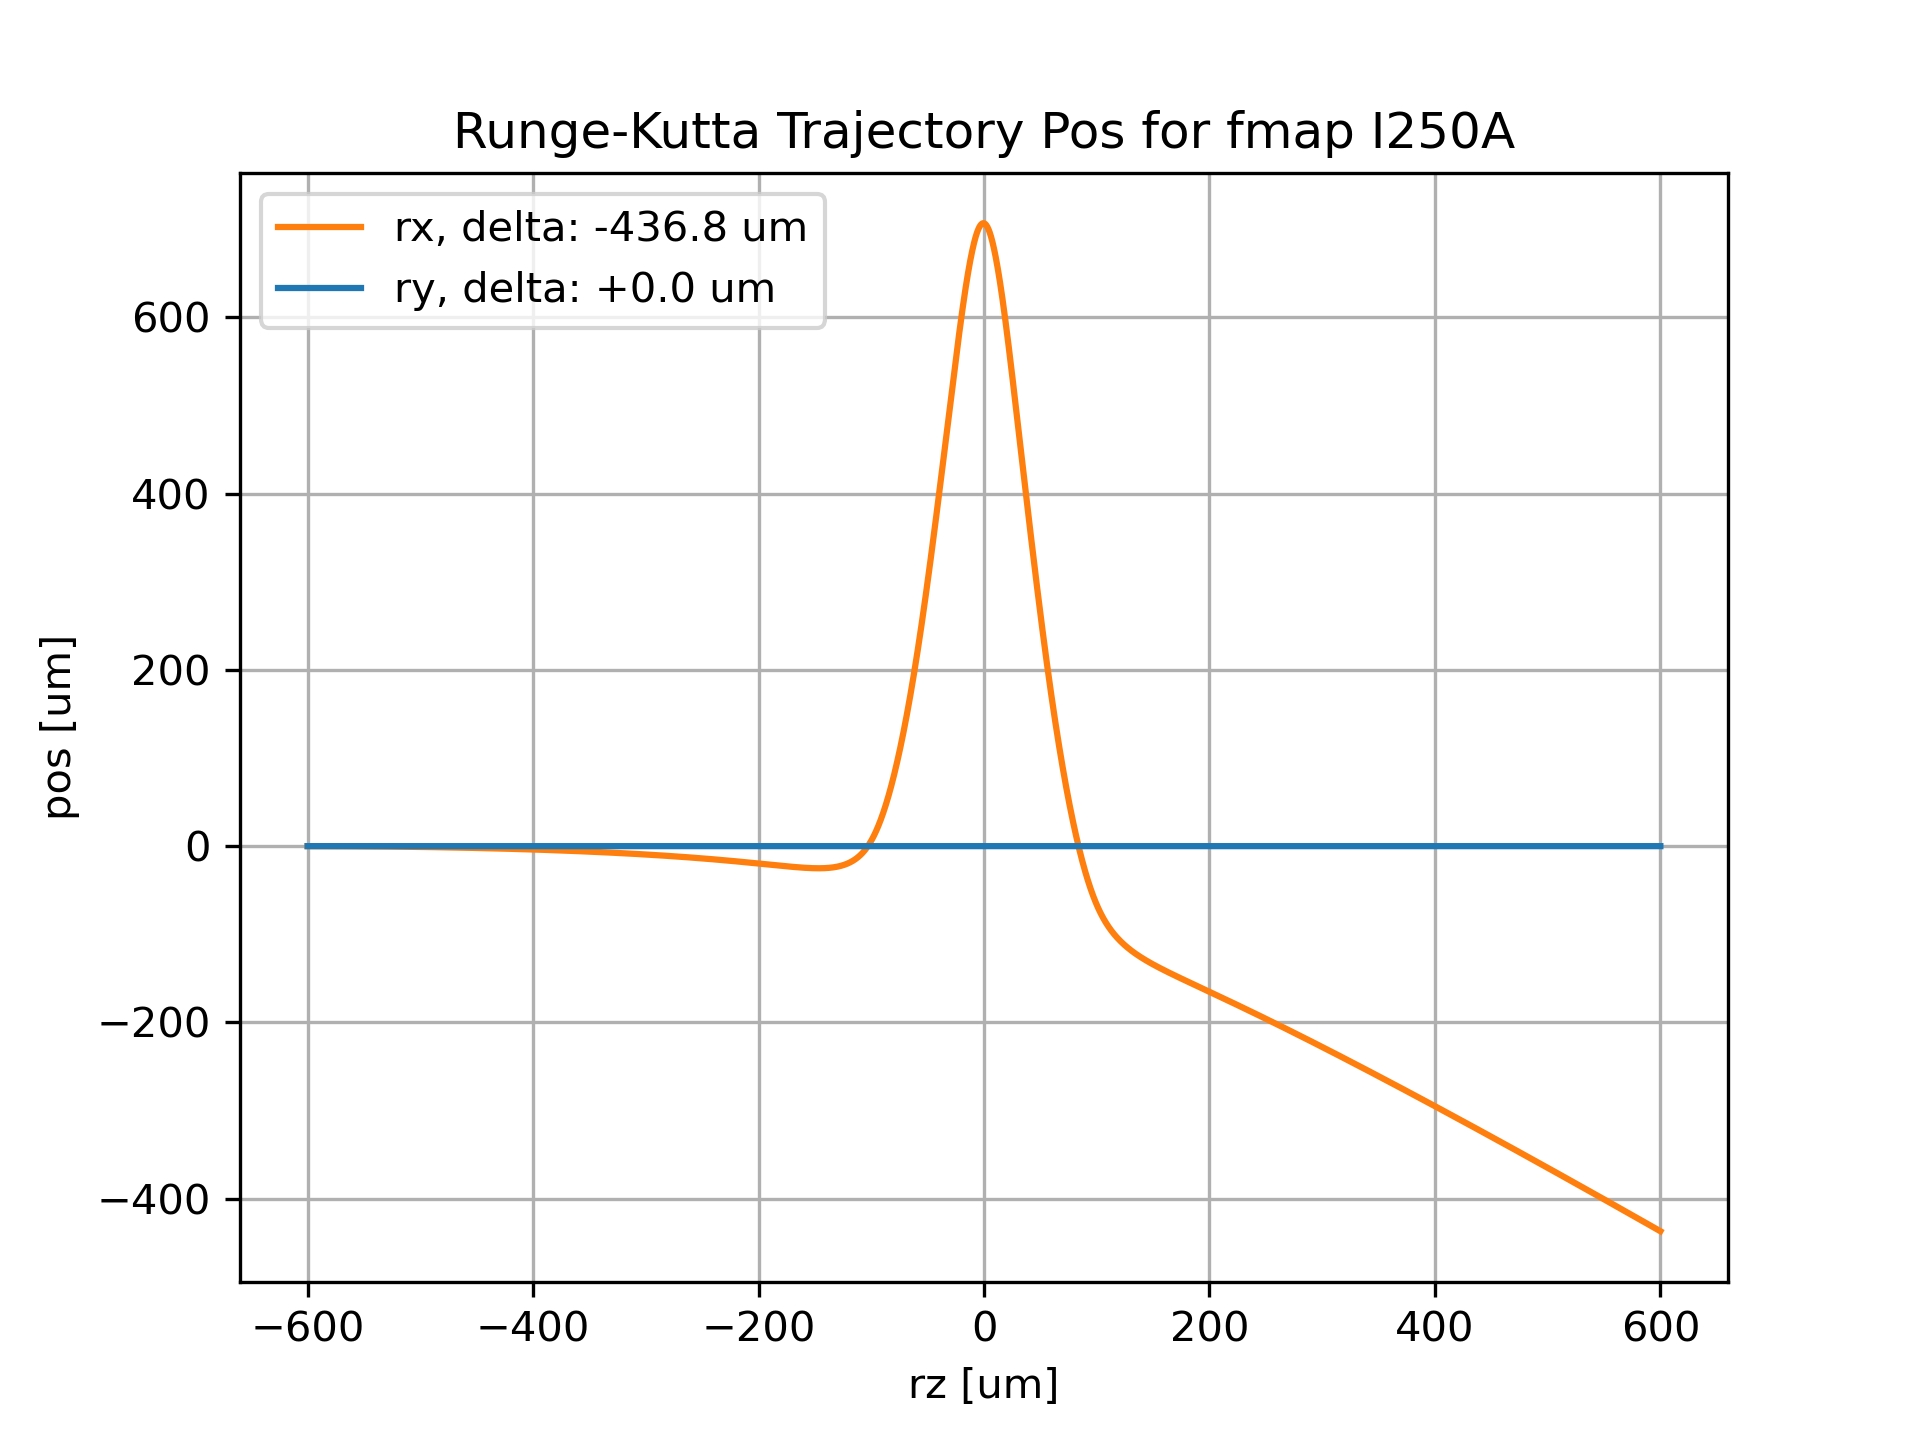 Runge-Kutta Trajectory Pos for fmap I250A
rx, delta: -436.8 um
ry, delta: +0.0 um
600
400
200
0
−200
−400
pos [um]
−600 −400 −200 0 200 400 600
rz [um]